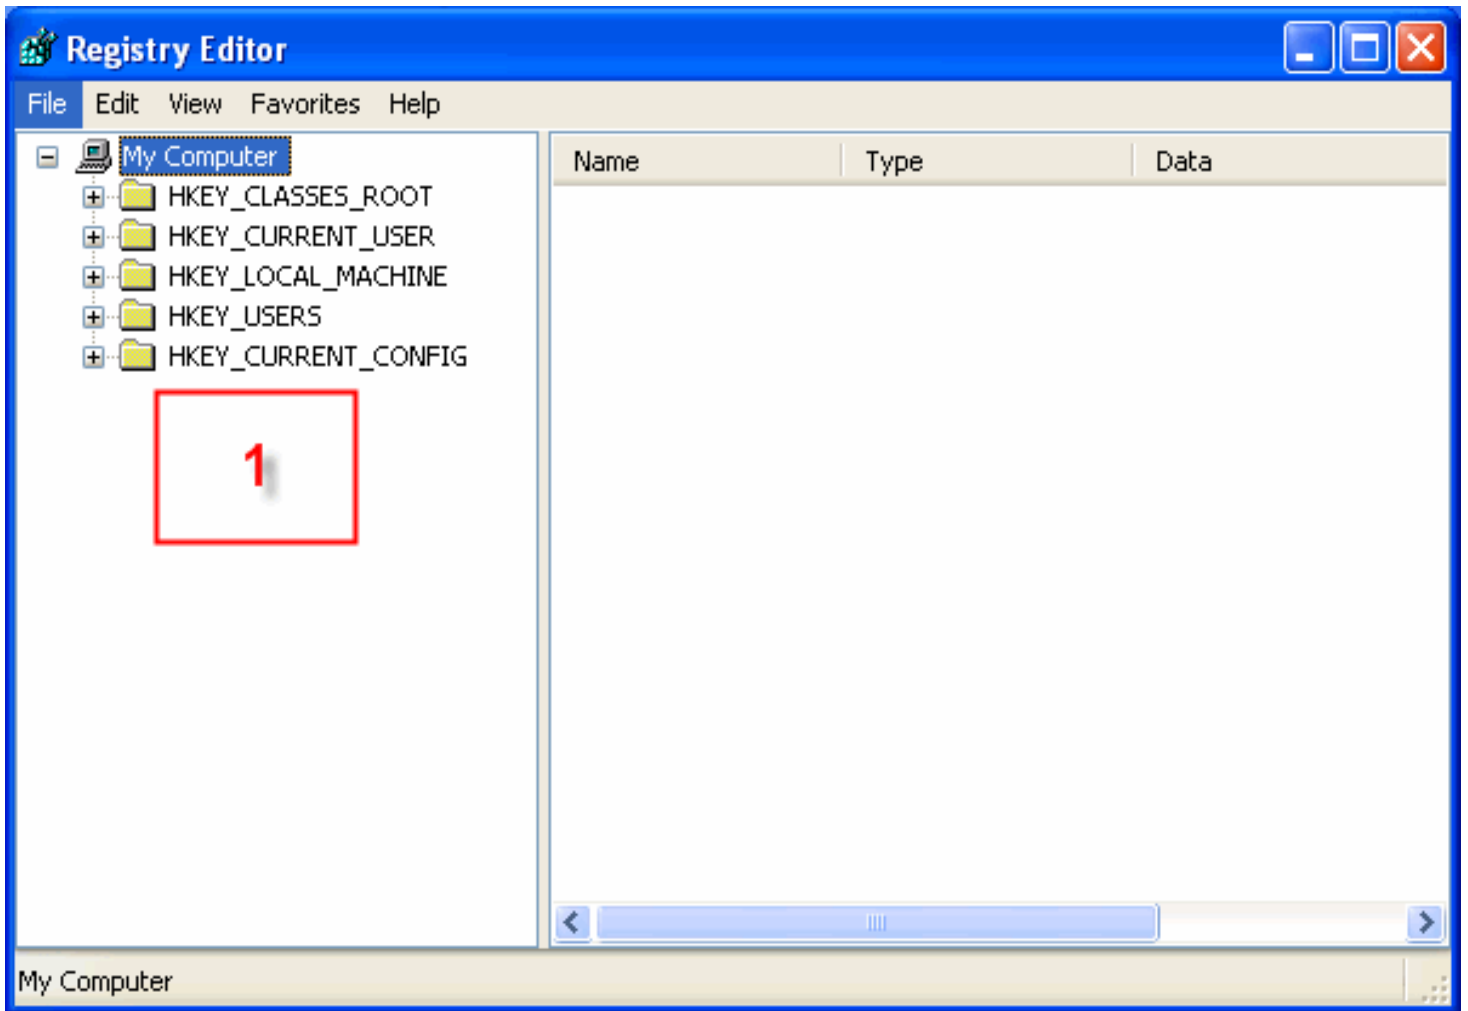 Registry Editor
File Edit View Favorites Help
My Computer
Name Type Data
HKEY_CLASSES_ROOT
HKEY_CURRENT_USER
HKEY_LOCAL_MACHINE
HKEY_USERS
HKEY_CURRENT_CONFIG
1
My Computer